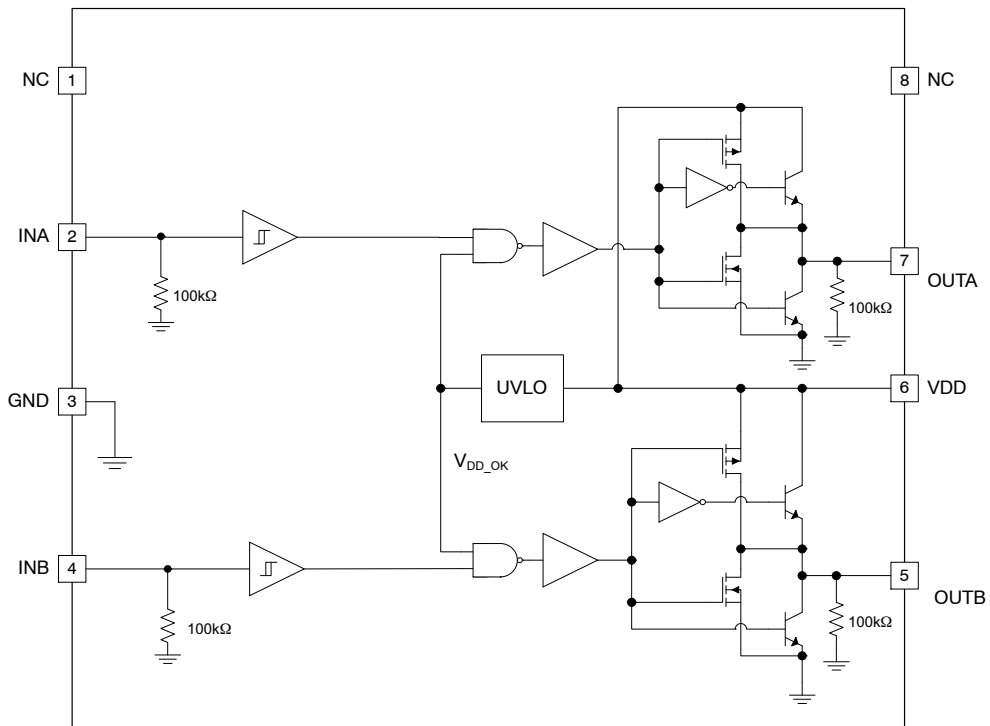 NC 1
8 NC
INA 2
7 OUTA
100kΩ
100kΩ
GND 3
UVLO
6 VDD
V_DD_OK
INB 4
5 OUTB
100kΩ
100kΩ